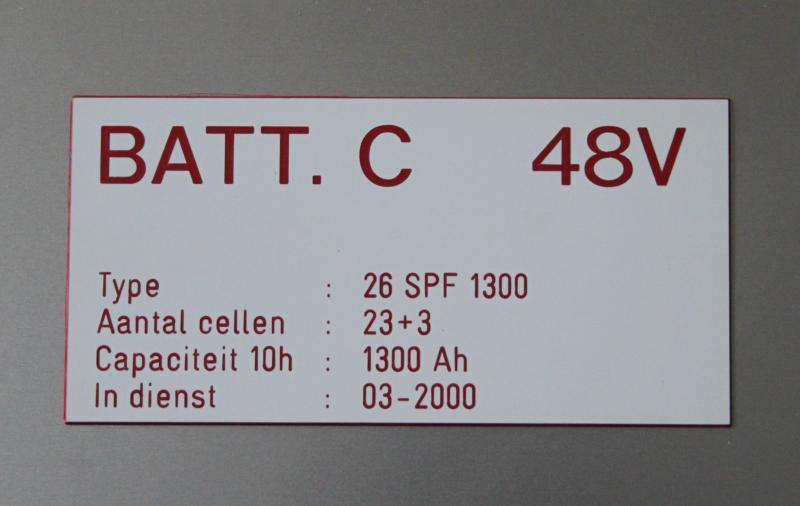 BATT. C 48V
Type : 26 SPF 1300
Aantal cellen : 23+3
Capaciteit 10h : 1300 Ah
In dienst : 03-2000